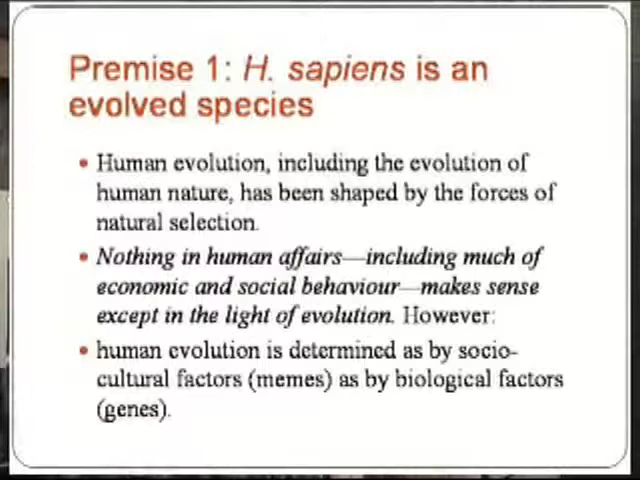 Premise 1: H. sapiens is an
evolved species
• Human evolution, including the evolution of
human nature, has been shaped by the forces of
natural selection.
• Nothing in human affairs—including much of
economic and social behaviour—makes sense
except in the light of evolution. However:
• human evolution is determined as by socio-
cultural factors (memes) as by biological factors
(genes).